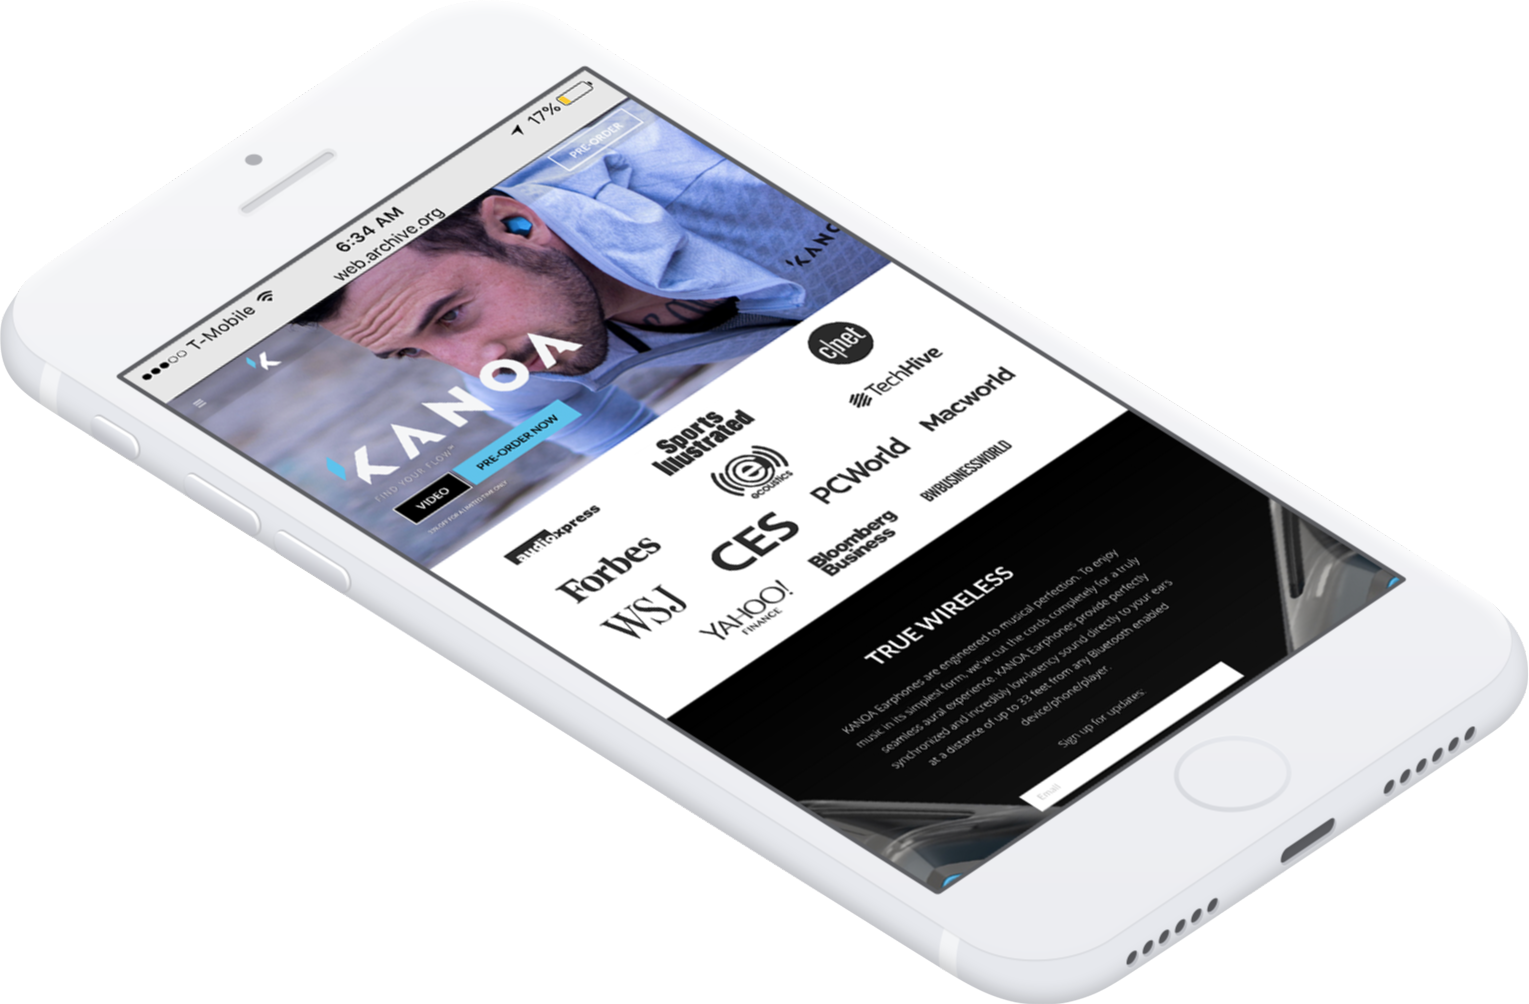 T-Mobile
6:34 AM
17%
web.archive.org
PRE-ORDER
KANO
KANOA
FIND YOUR FLOW
VIDEO
PRE-ORDER NOW
audioxpress
Sports
Illustrated
c|net
Forbes
ecoustics
TechHive
WSJ
CES
PCWorld
Macworld
YAHOO!
FINANCE
Bloomberg
Business
BWBUSINESSWORLD
TRUE WIRELESS
KANOA Earphones are engineered to musical perfection. To enjoy
music in its simplest form, we've cut the cords completely for a truly
seamless aural experience. KANOA Earphones provide perfectly
synchronized and incredibly low-latency sound directly to your ears
at a distance of up to 33 feet from any Bluetooth enabled
device/phone/player.
Sign up for updates:
Email